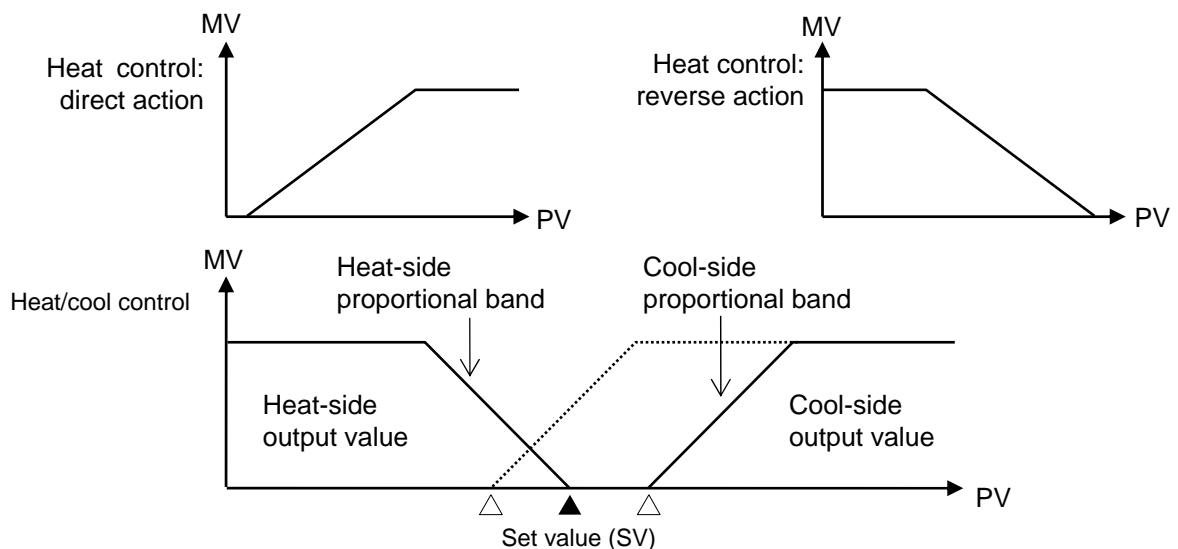 MV
Heat control:
direct action
PV
MV
Heat control:
reverse action
PV
MV
Heat/cool control
Heat-side
proportional band
Cool-side
proportional band
Heat-side
output value
Cool-side
output value
PV
Set value (SV)